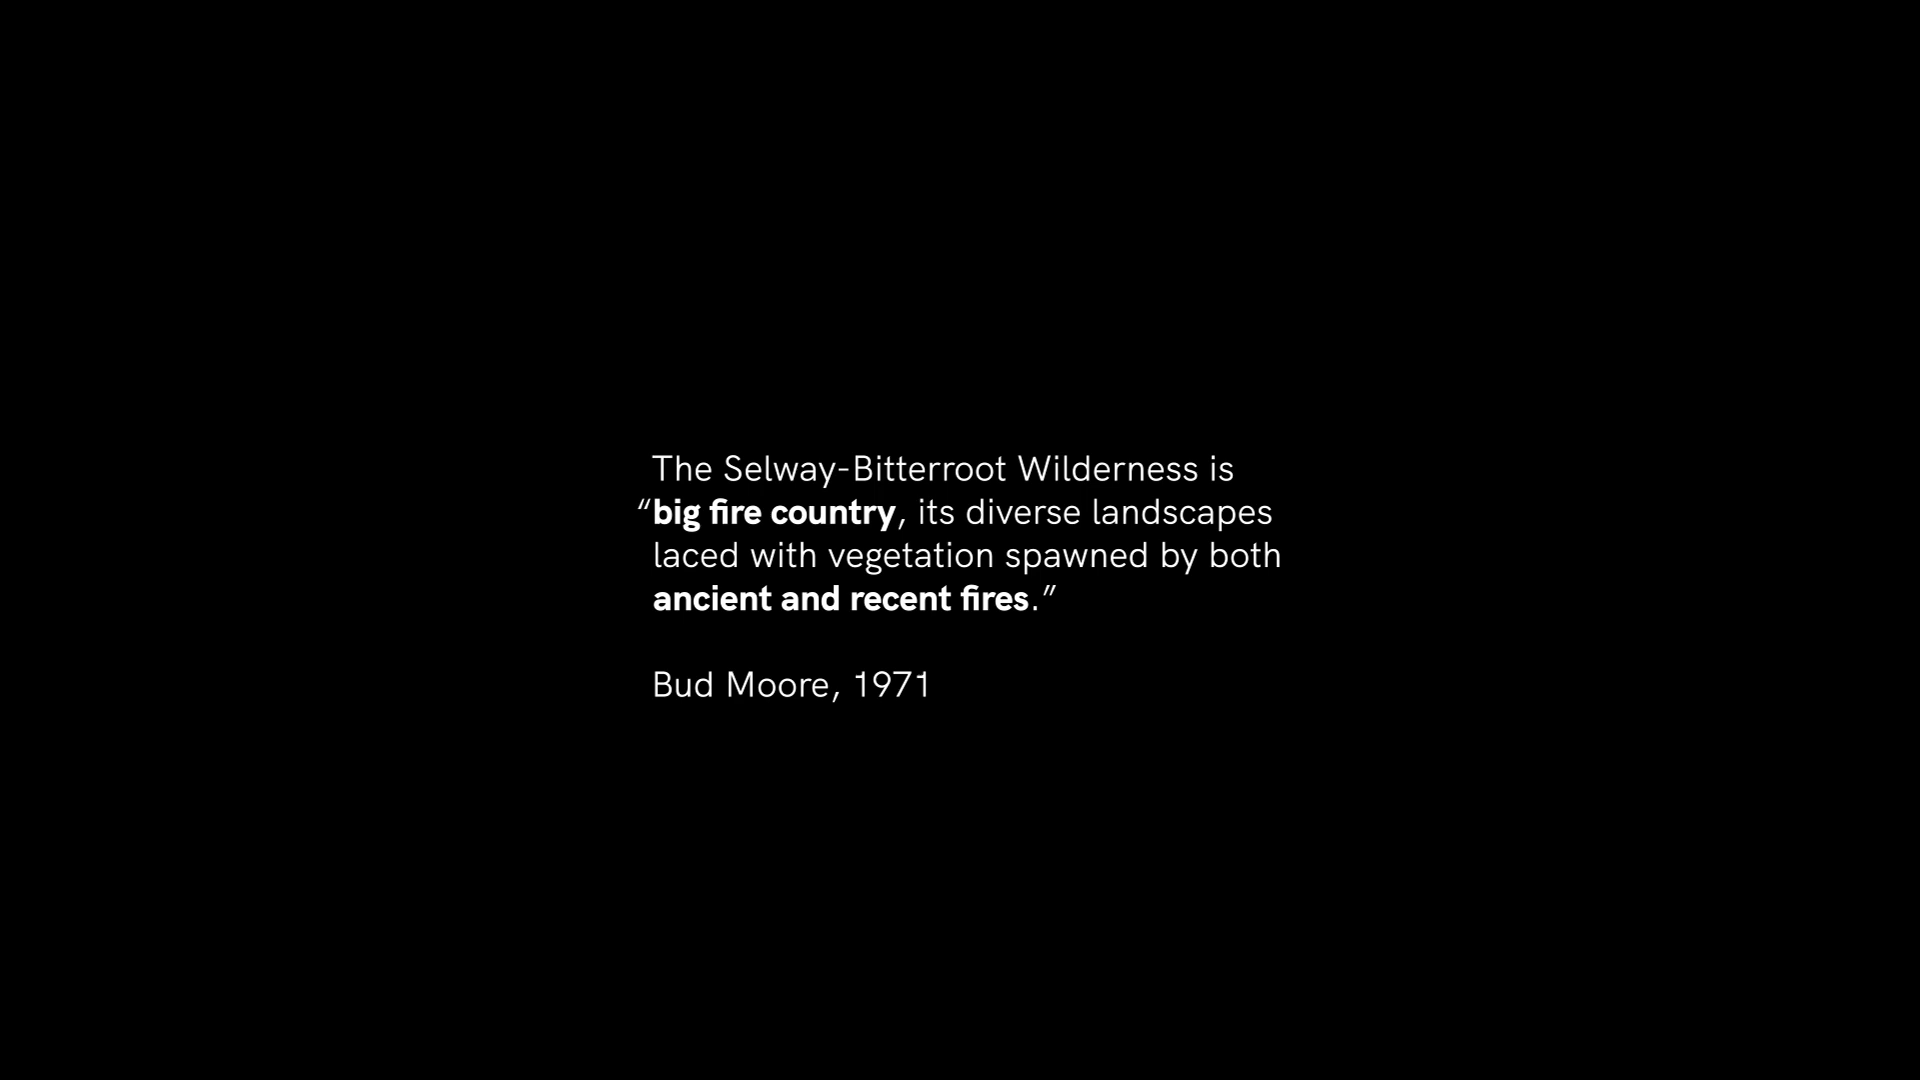 The Selway-Bitterroot Wilderness is
“big fire country, its diverse landscapes
laced with vegetation spawned by both
ancient and recent fires.”
Bud Moore, 1971